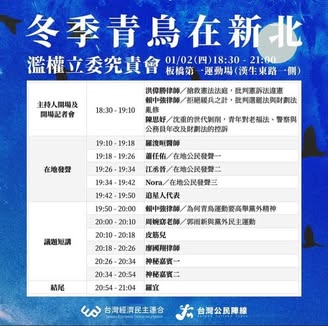 冬季青鳥在新北
濫權立委究責會
01/02(四)18:30 - 21:00
板橋第一運動場(漢生東路一側)
主持人開場及
開場記者會
18:30 - 19:10
洪偉勝律師／搶救憲法法庭，批判憲訴法違憲
賴中強律師／拒絕緩兵之計，批判選罷法與財劃法
亂修
陳思妤／沈重的世代剝削，青年對老福法、警察與
公務員年改及財劃法的控訴
在地發聲
19:10 - 19:18
羅浚晅醫師
19:18 - 19:26
蕭任佑／在地公民發聲一
19:26 - 19:34
江丞晉／在地公民發聲二
19:34 - 19:42
Nora／在地公民發聲三
19:42 - 19:50
追星人代表
議題短講
19:50 - 20:00
賴中強律師／為何青鳥運動要高舉黨外精神
20:00 - 20:10
周婉窈老師／郭雨新與黨外民主運動
20:10 - 20:18
皮筋兒
20:18 - 20:26
廖國翔律師
20:26 - 20:34
神秘嘉賓一
20:34 - 20:54
神秘嘉賓二
結尾
20:54 - 21:04
羅宜
台灣經濟民主連合
台灣公民陣線